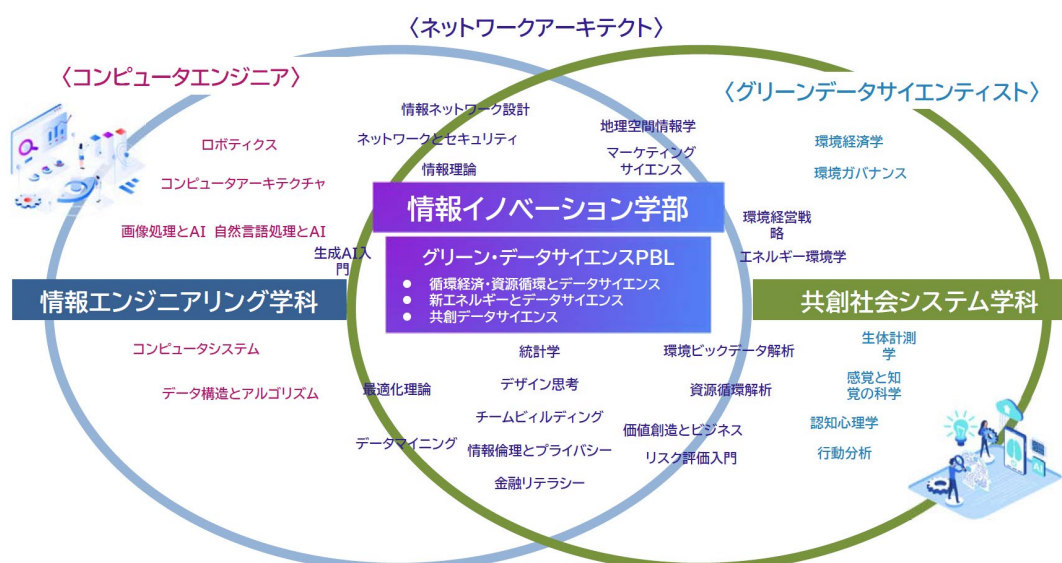 〈ネットワークアーキテクト〉
〈コンピュータエンジニア〉
〈グリーンデータサイエンティスト〉
情報ネットワーク設計
ネットワークとセキュリティ
情報理論
地理空間情報学
マーケティング
サイエンス
ロボティクス
コンピュータアーキテクチャ
画像処理とAI 自然言語処理とAI
生成AI入
門
環境経済学
環境ガバナンス
環境経営戦
略
エネルギー環境学
情報イノベーション学部
グリーン・データサイエンスPBL
● 循環経済・資源循環とデータサイエンス
● 新エネルギーとデータサイエンス
● 共創データサイエンス
情報エンジニアリング学科
共創社会システム学科
コンピュータシステム
データ構造とアルゴリズム
統計学
デザイン思考
最適化理論
チームビィルディング
データマイニング
情報倫理とプライバシー
金融リテラシー
環境ビックデータ解析
資源循環解析
価値創造とビジネス
リスク評価入門
生体計測
学
感覚と知
覚の科学
認知心理学
行動分析
AI